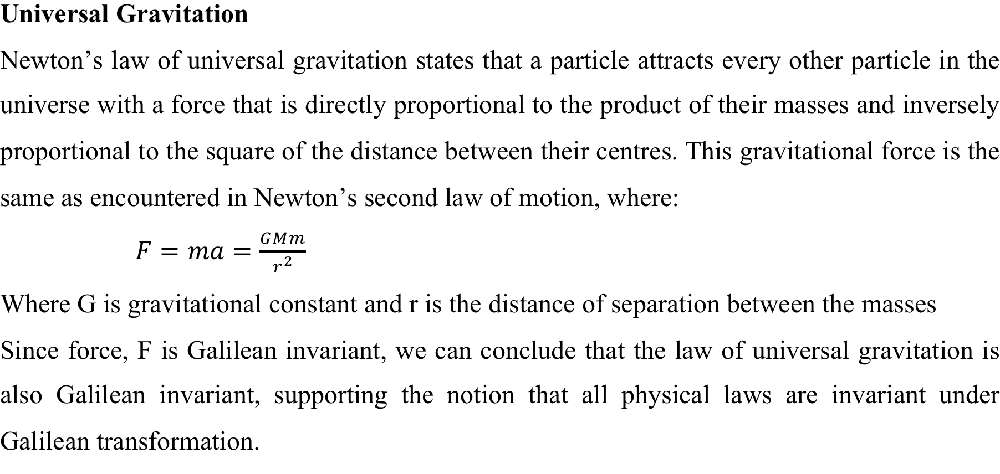 Universal Gravitation
Newton’s law of universal gravitation states that a particle attracts every other particle in the
universe with a force that is directly proportional to the product of their masses and inversely
proportional to the square of the distance between their centres. This gravitational force is the
same as encountered in Newton’s second law of motion, where:
F = ma = \frac{GMm}{r^2}
Where G is gravitational constant and r is the distance of separation between the masses
Since force, F is Galilean invariant, we can conclude that the law of universal gravitation is
also Galilean invariant, supporting the notion that all physical laws are invariant under
Galilean transformation.